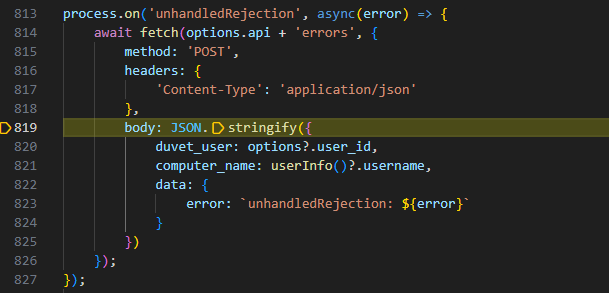 813 process.on('unhandledRejection', async(error) => {
814     await fetch(options.api + 'errors', {
815         method: 'POST',
816         headers: {
817             'Content-Type': 'application/json'
818         },
819         body: JSON.stringify({
820             duvet_user: options?.user_id,
821             computer_name: userInfo()?.username,
822             data: {
823                 error: `unhandledRejection: ${error}`
824             }
825         })
826     });
827 });